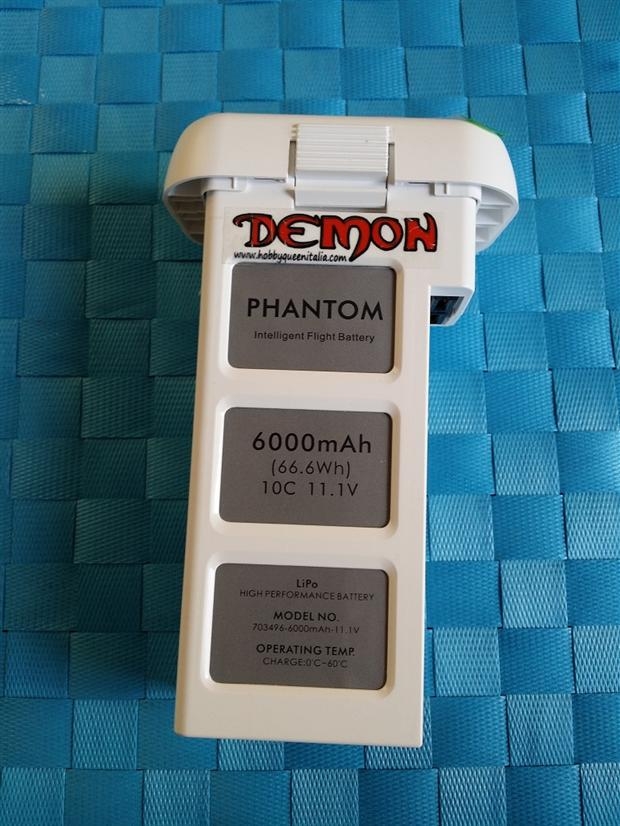 DEMON
www.hobbyqueenitalia.com
PHANTOM
Intelligent Flight Battery
6000mAh
(66.6Wh)
10C 11.1V
LiPo
HIGH PERFORMANCE BATTERY
MODEL NO.
703496-6000mAh-11.1V
OPERATING TEMP.
CHARGE:0°C~60°C